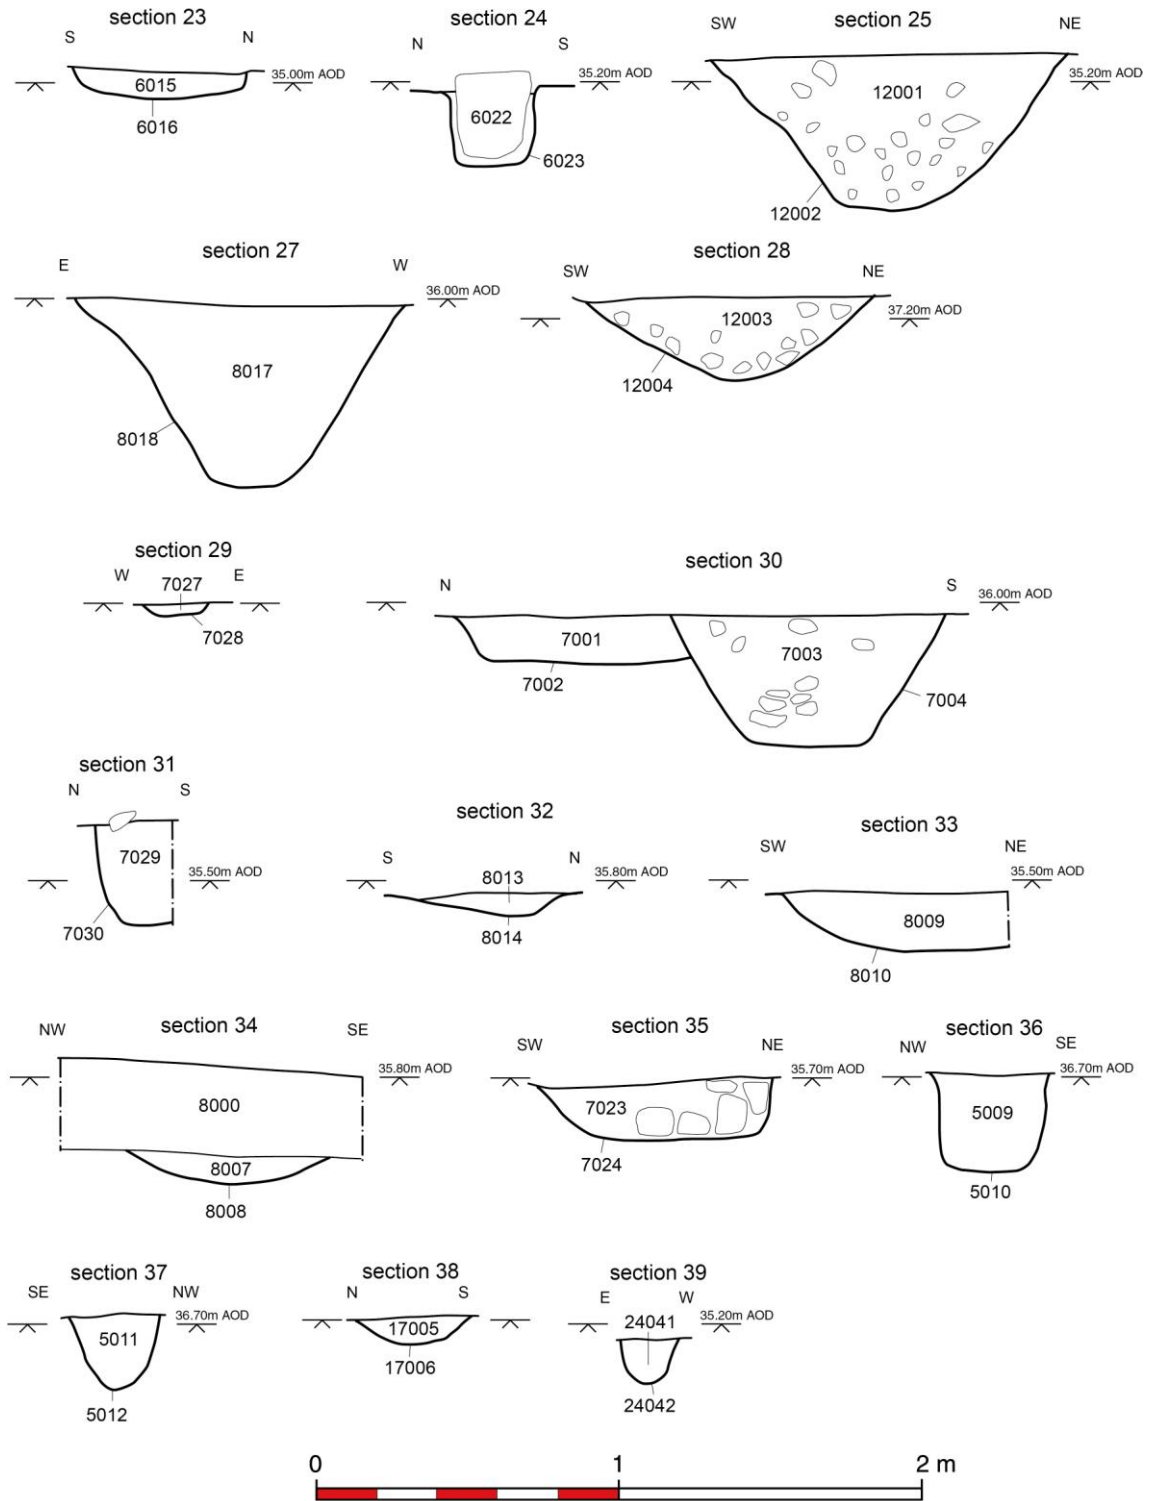 section 23
S
N
35.00m AOD
6015
6016
section 24
N
S
35.20m AOD
6022
6023
section 25
SW
NE
35.20m AOD
12001
12002
section 27
E
W
36.00m AOD
8017
8018
section 28
SW
NE
37.20m AOD
12003
12004
section 29
W
E
7027
7028
section 30
N
S
36.00m AOD
7001
7002
7003
7004
section 31
N
S
7029
35.50m AOD
7030
section 32
S
N
8013
35.80m AOD
8014
section 33
SW
NE
35.50m AOD
8009
8010
section 34
NW
SE
35.80m AOD
8000
8007
8008
section 35
SW
NE
35.70m AOD
7023
7024
section 36
NW
SE
36.70m AOD
5009
5010
section 37
SE
NW
36.70m AOD
5011
5012
section 38
N
S
17005
17006
section 39
E
W
24041
35.20m AOD
24042
0
1
2 m